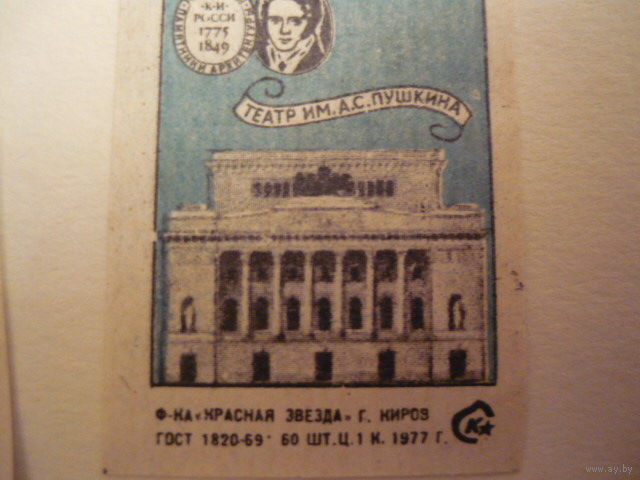 К·И·
РОССИ
1775
1849
ТЕАТР ИМ. А.С. ПУШКИНА
Ф-КА «КРАСНАЯ ЗВЕЗДА» Г. КИРОВ
ГОСТ 1820-69· 60 ШТ. Ц. 1 К. 1977 Г.
К
www.ay.by